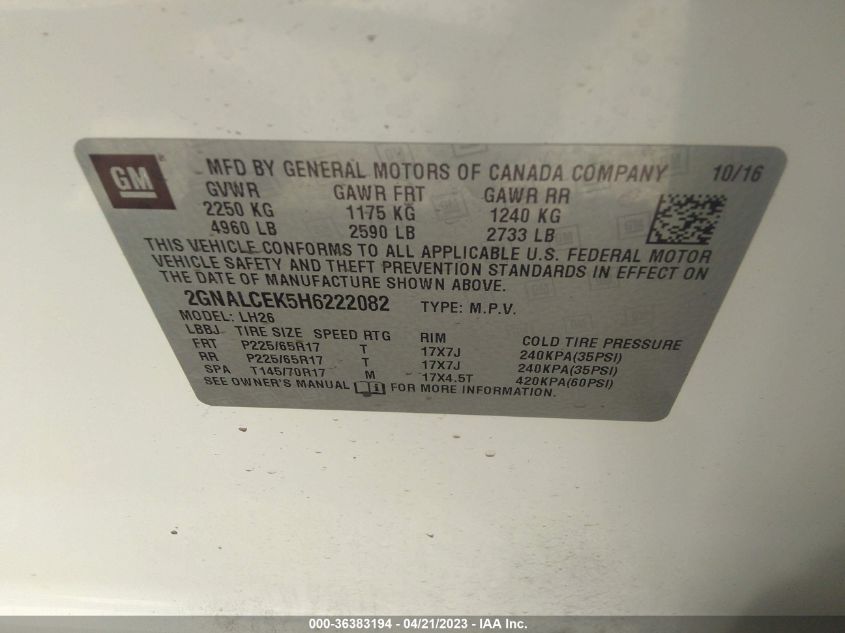 GM MFD BY GENERAL MOTORS OF CANADA COMPANY 10/16
GVWR GAWR FRT GAWR RR
2250 KG 1175 KG 1240 KG
4960 LB 2590 LB 2733 LB
THIS VEHICLE CONFORMS TO ALL APPLICABLE U.S. FEDERAL MOTOR
VEHICLE SAFETY AND THEFT PREVENTION STANDARDS IN EFFECT ON
THE DATE OF MANUFACTURE SHOWN ABOVE.
2GNALCEK5H6222082 TYPE: M.P.V.
MODEL: LH26
LBBJ TIRE SIZE SPEED RTG RIM COLD TIRE PRESSURE
FRT P225/65R17 T 17X7J 240KPA(35PSI)
RR P225/65R17 T 17X7J 240KPA(35PSI)
SPA T145/70R17 M 17X4.5T 420KPA(60PSI)
SEE OWNER'S MANUAL FOR MORE INFORMATION.
000-36383194 - 04/21/2023 - IAA Inc.